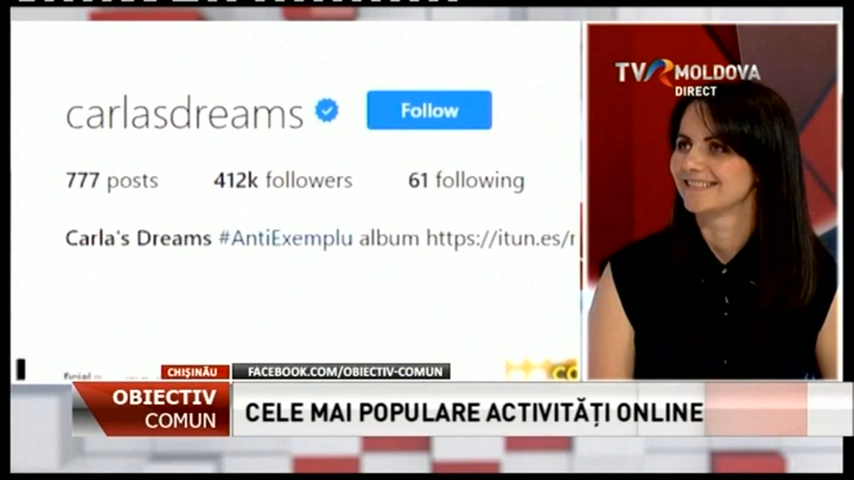 carlasdreams
Follow
777 posts 412k followers 61 following
Carla's Dreams #AntiExemplu album https://itun.es/
TVR MOLDOVA
DIRECT
CHIȘINĂU FACEBOOK.COM/OBIECTIV-COMUN
OBIECTIV
COMUN
CELE MAI POPULARE ACTIVITĂȚI ONLINE